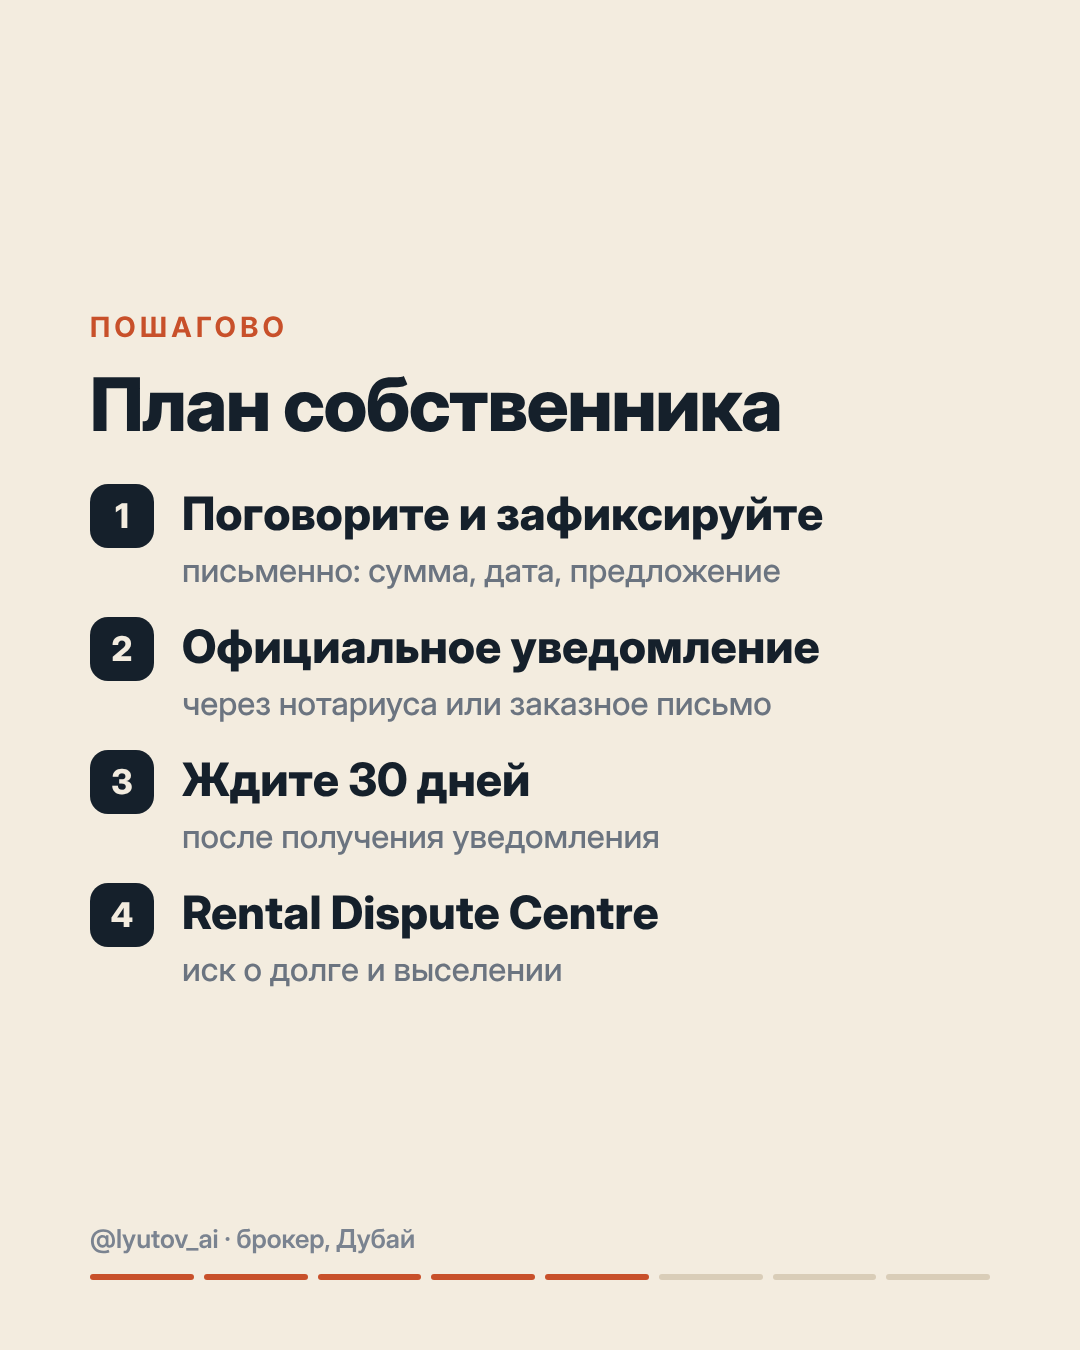 ПОШАГОВО
План собственника
1 Поговорите и зафиксируйте
письменно: сумма, дата, предложение
2 Официальное уведомление
через нотариуса или заказное письмо
3 Ждите 30 дней
после получения уведомления
4 Rental Dispute Centre
иск о долге и выселении
@lyutov_ai · брокер, Дубай